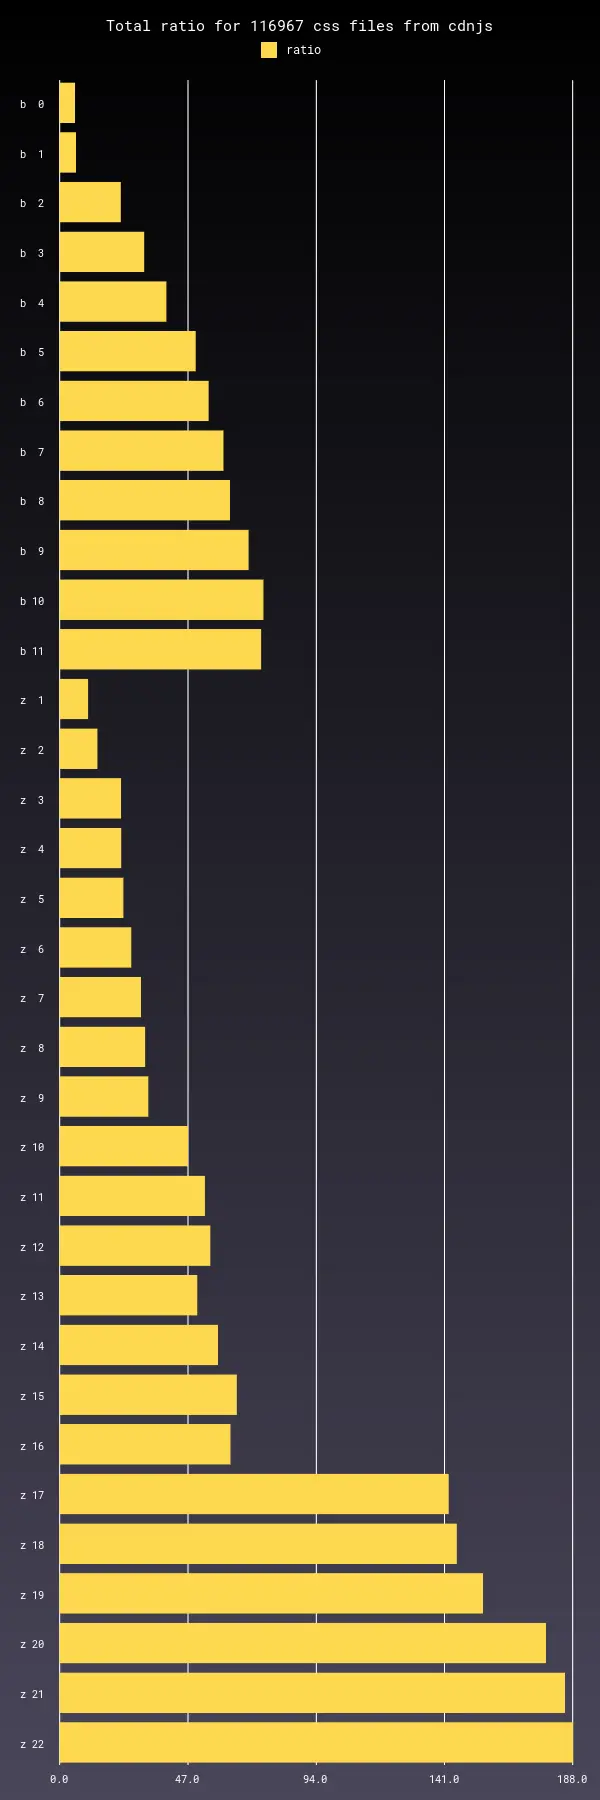 Total ratio for 116967 css files from cdnjs
ratio
b 0
b 1
b 2
b 3
b 4
b 5
b 6
b 7
b 8
b 9
b 10
b 11
z 1
z 2
z 3
z 4
z 5
z 6
z 7
z 8
z 9
z 10
z 11
z 12
z 13
z 14
z 15
z 16
z 17
z 18
z 19
z 20
z 21
z 22
0.0 47.0 94.0 141.0 188.0